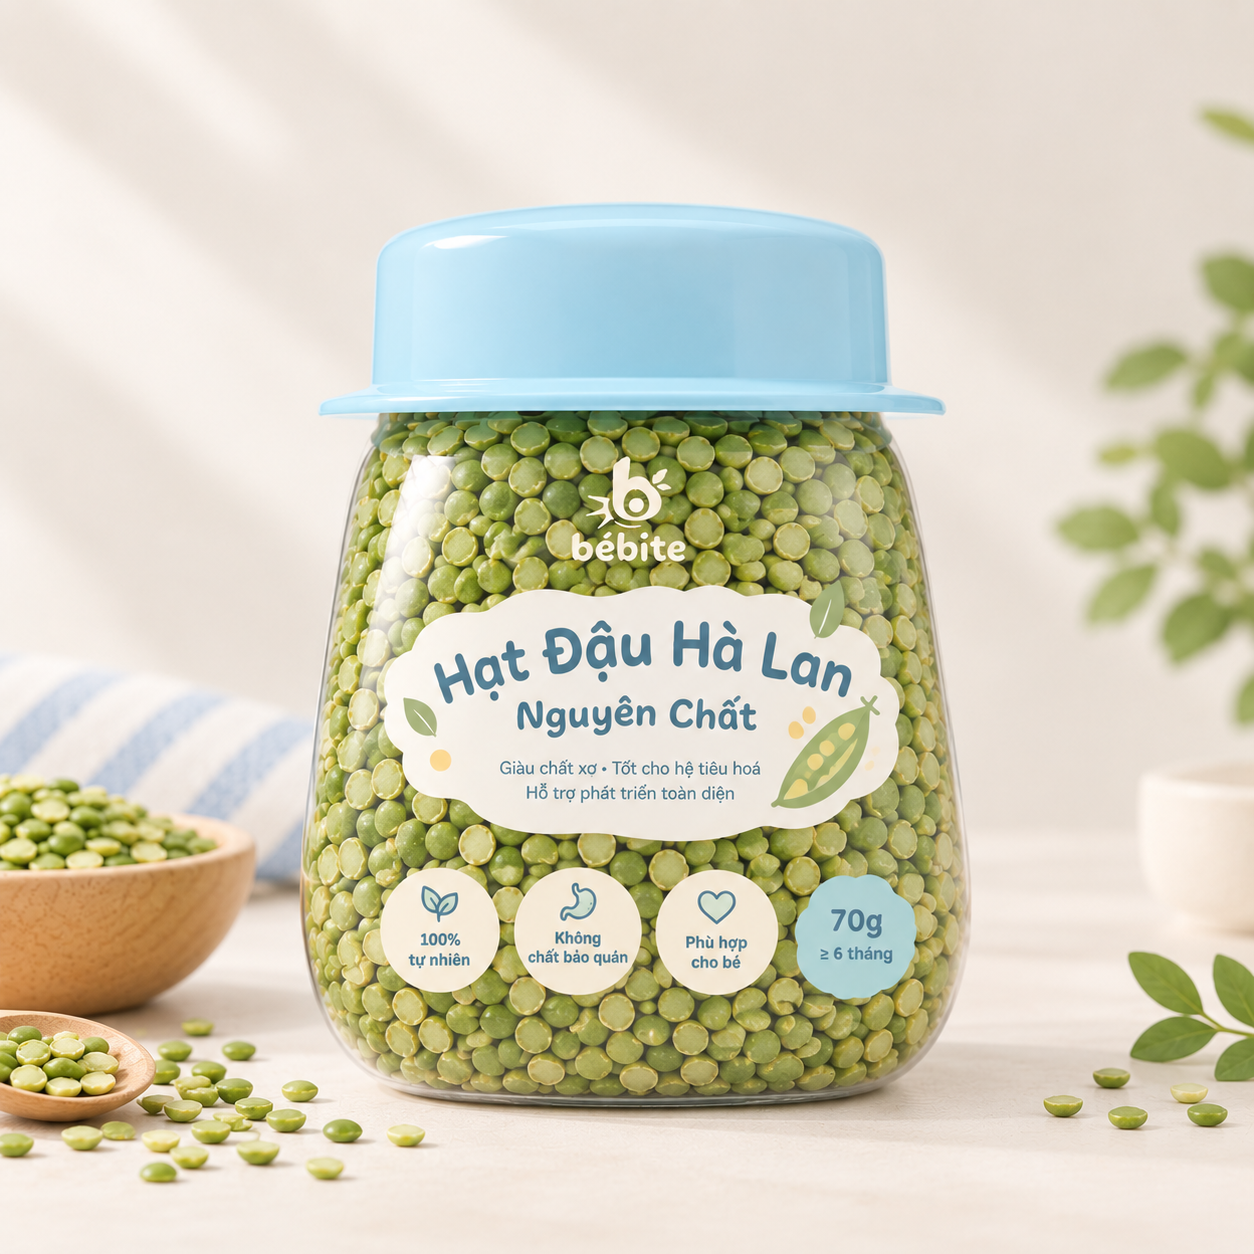 bébite
Hạt Đậu Hà Lan
Nguyên Chất
Giàu chất xơ • Tốt cho hệ tiêu hoá
Hỗ trợ phát triển toàn diện
100%
tự nhiên
Không
chất bảo quán
Phù hợp
cho bé
70g
≥ 6 tháng